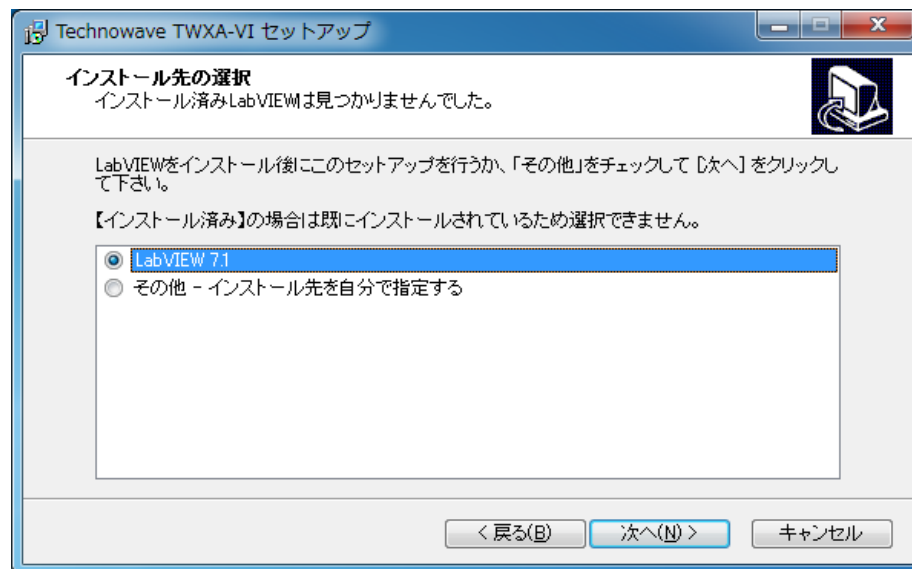 Technowave TWXA-VI セットアップ
インストール先の選択
インストール済みLabVIEWは見つかりませんでした。
LabVIEWをインストール後にこのセットアップを行うか、「その他」をチェックして [次へ] をクリックし
て下さい。
【インストール済み】の場合は既にインストールされているため選択できません。
LabVIEW 7.1
その他 - インストール先を自分で指定する
< 戻る(B)
次へ(N) >
キャンセル